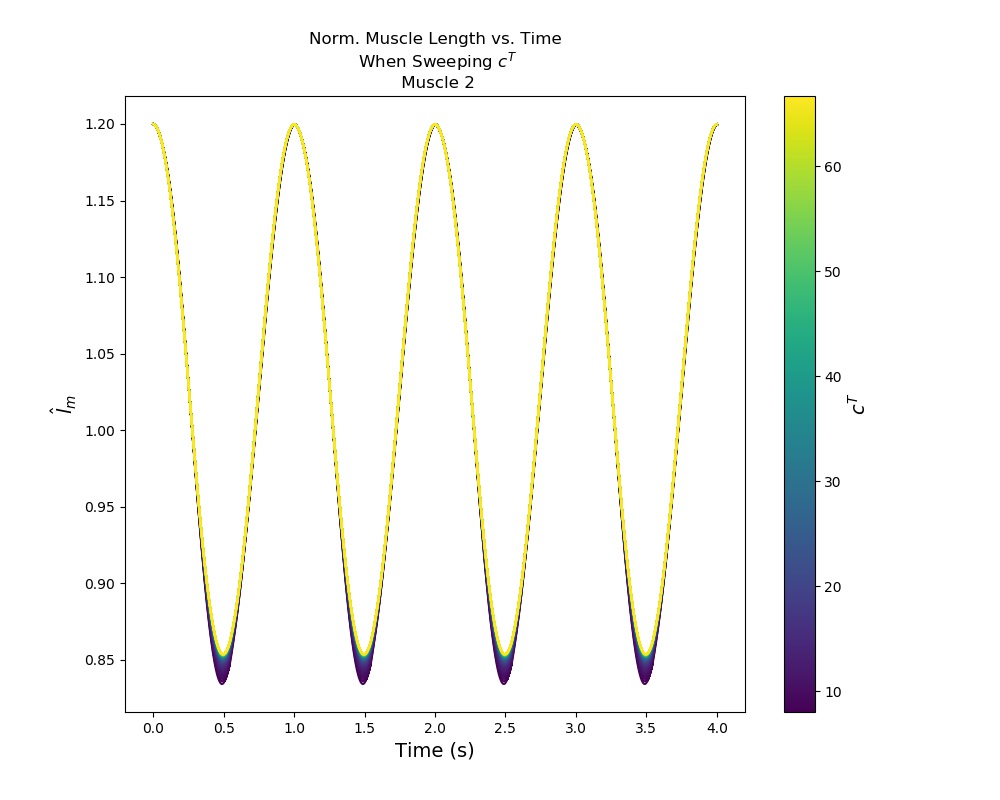 Norm. Muscle Length vs. Time
When Sweeping $c^T$
Muscle 2
1.20
1.15
1.10
1.05
1.00
0.95
0.90
0.85
$\hat{l}_m$
0.0 0.5 1.0 1.5 2.0 2.5 3.0 3.5 4.0
Time (s)
60
50
40
30
20
10
$c^T$